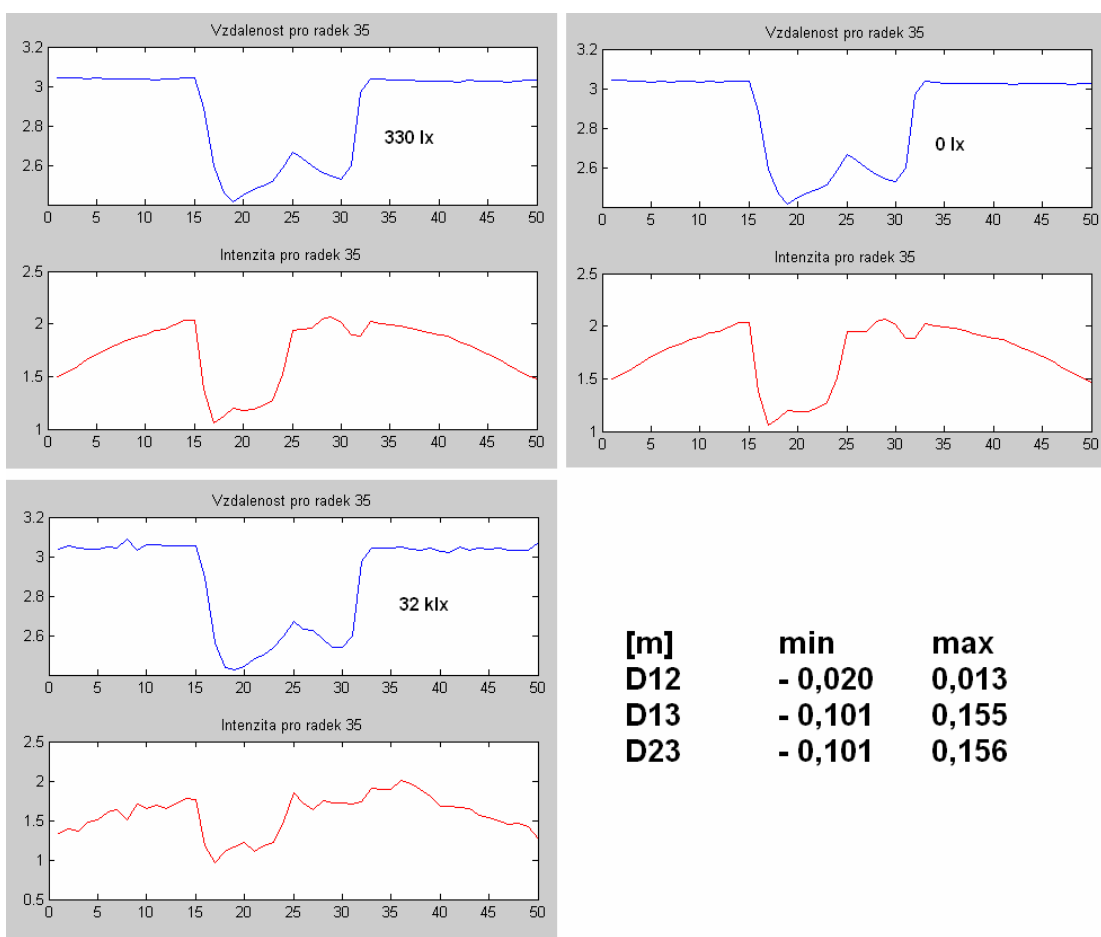 Vzdalenost pro radek 35
3.2
3
2.8
2.6
330 lx
0 5 10 15 20 25 30 35 40 45 50
Intenzita pro radek 35
2.5
2
1.5
1
0 5 10 15 20 25 30 35 40 45 50
Vzdalenost pro radek 35
3.2
3
2.8
2.6
0 lx
0 5 10 15 20 25 30 35 40 45 50
Intenzita pro radek 35
2.5
2
1.5
1
0 5 10 15 20 25 30 35 40 45 50
Vzdalenost pro radek 35
3.2
3
2.8
2.6
32 klx
0 5 10 15 20 25 30 35 40 45 50
Intenzita pro radek 35
2.5
2
1.5
1
0.5
0 5 10 15 20 25 30 35 40 45 50
[m] min max
D12 - 0,020 0,013
D13 - 0,101 0,155
D23 - 0,101 0,156